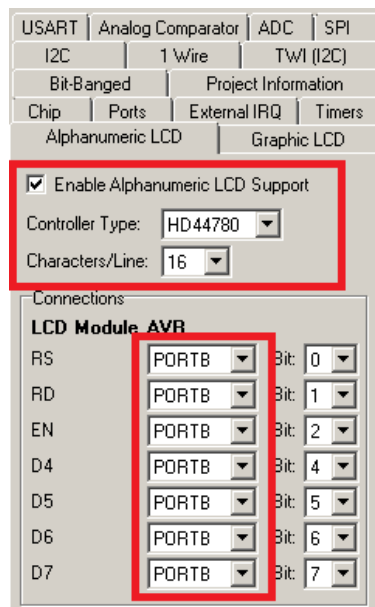 USART Analog Comparator ADC SPI
I2C 1 Wire TWI (I2C)
Bit-Banged Project Information
Chip Ports External IRQ Timers
Alphanumeric LCD Graphic LCD
Enable Alphanumeric LCD Support
Controller Type: HD44780
Characters/Line: 16
Connections
LCD Module AVR
RS PORTB Bit: 0
RD PORTB Bit: 1
EN PORTB Bit: 2
D4 PORTB Bit: 4
D5 PORTB Bit: 5
D6 PORTB Bit: 6
D7 PORTB Bit: 7